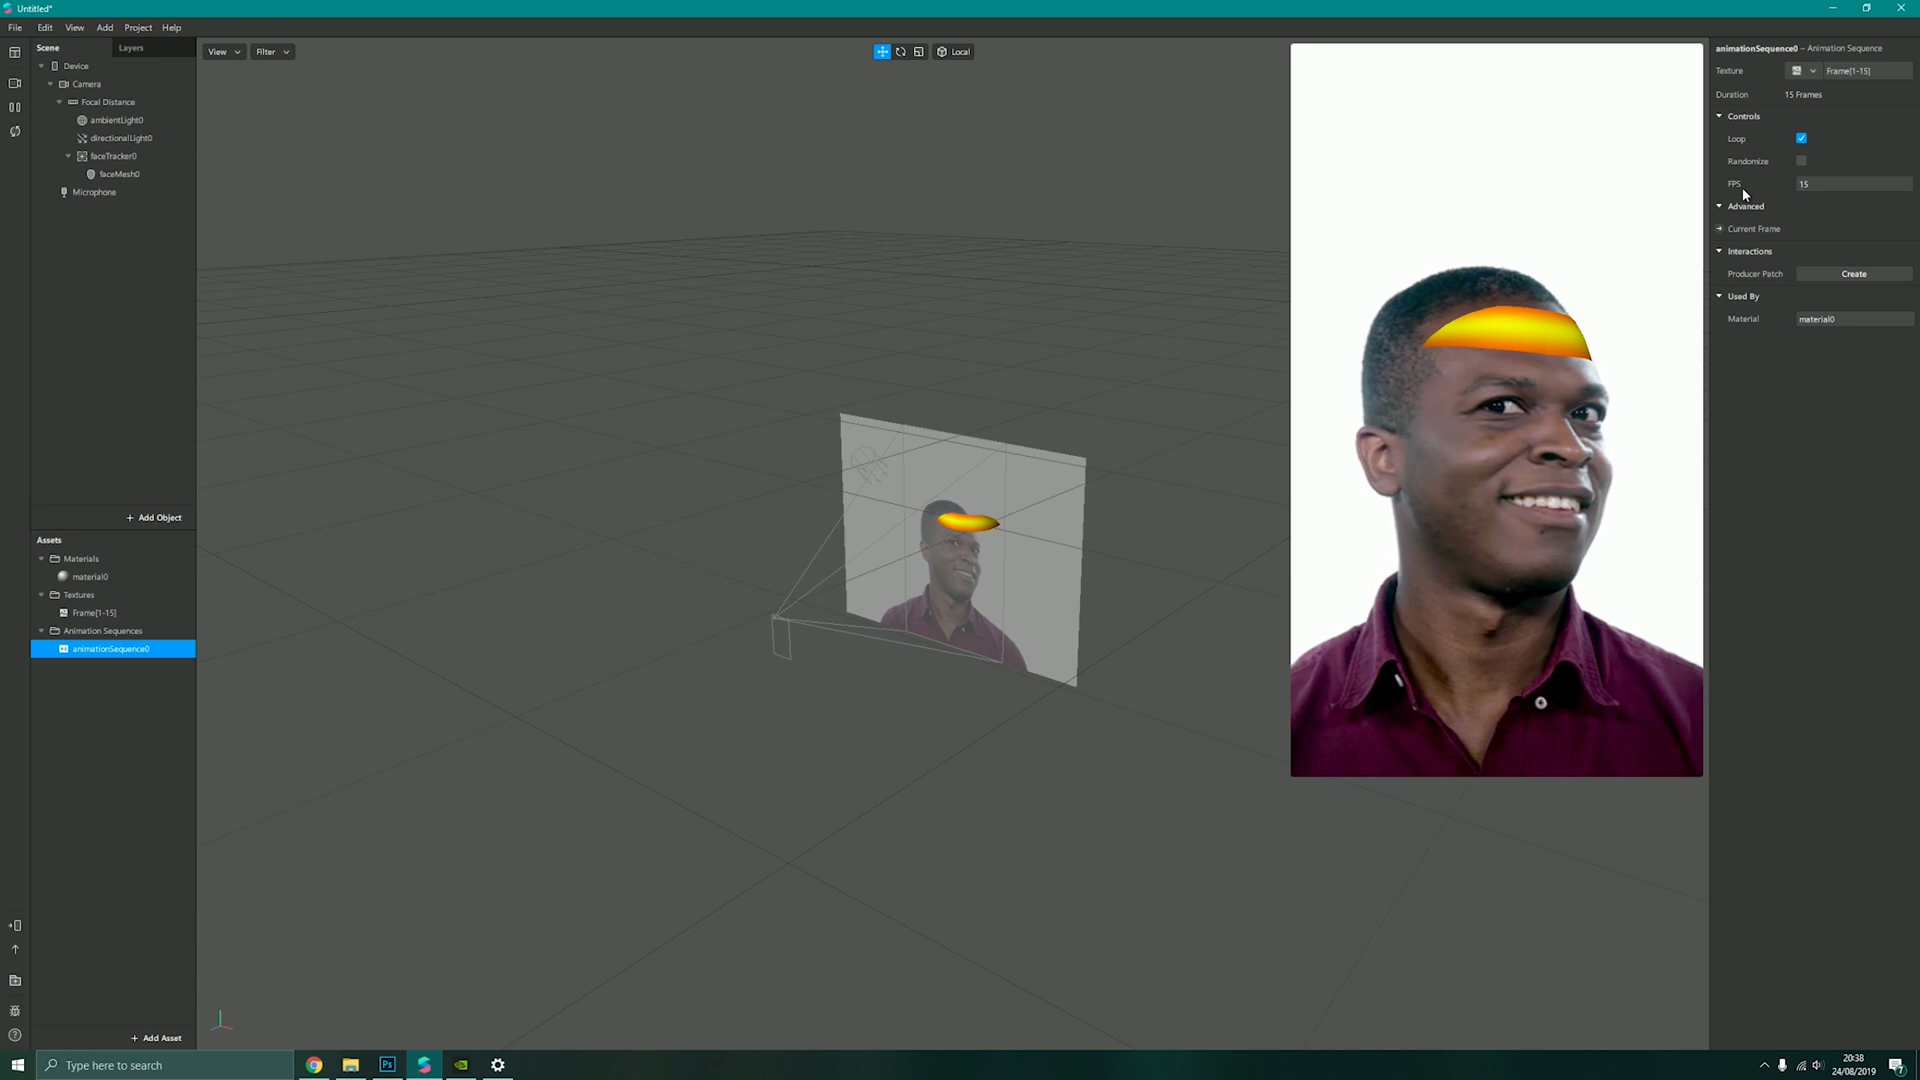 Untitled*
File Edit View Add Project Help
Scene Layers
Device
Camera
Focal Distance
ambientLight0
directionalLight0
faceTracker0
faceMesh0
Microphone
+ Add Object
Assets
Materials
material0
Textures
Frame[1-15]
Animation Sequences
animationSequence0
+ Add Asset
View Filter
Local
animationSequence0 – Animation Sequence
Texture Frame[1-15]
Duration 15 Frames
Controls
Loop
Randomize
FPS 15
Advanced
Current Frame
Interactions
Producer Patch Create
Used By
Material material0
Type here to search
Ps
20:38
24/08/2019
7